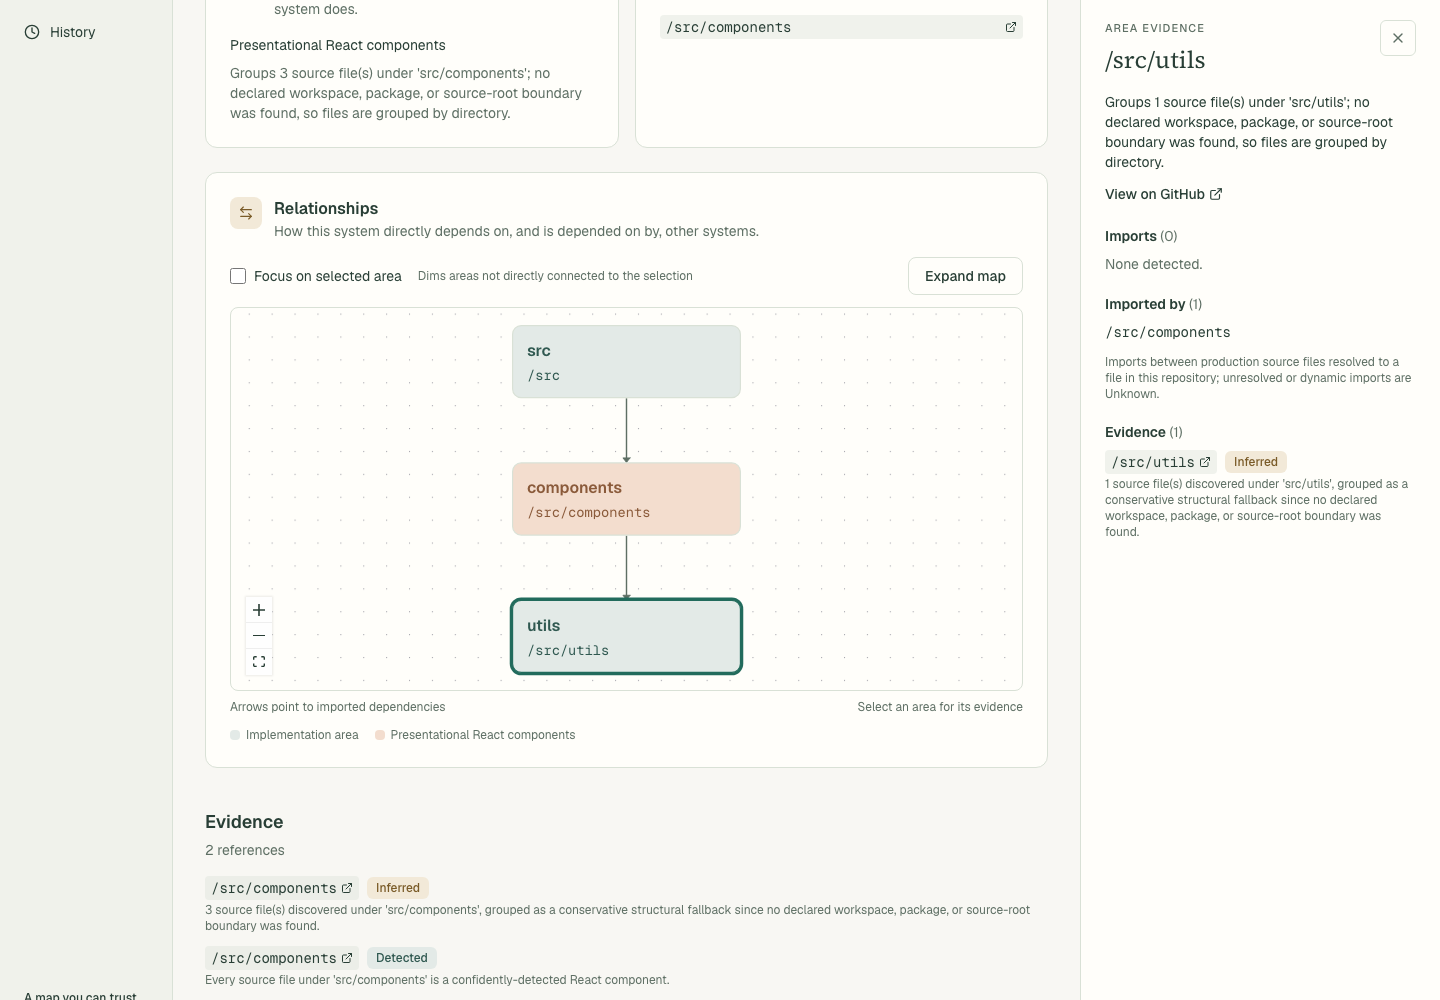 History
A map you can trust
system does.
Presentational React components
Groups 3 source file(s) under 'src/components'; no
declared workspace, package, or source-root boundary
was found, so files are grouped by directory.
/src/components
Relationships
How this system directly depends on, and is depended on by, other systems.
Focus on selected area
Dims areas not directly connected to the selection
Expand map
src
/src
components
/src/components
utils
/src/utils
Arrows point to imported dependencies
Select an area for its evidence
Implementation area
Presentational React components
Evidence
2 references
/src/components
Inferred
3 source file(s) discovered under 'src/components', grouped as a conservative structural fallback since no declared workspace, package, or source-root
boundary was found.
/src/components
Detected
Every source file under 'src/components' is a confidently-detected React component.
AREA EVIDENCE
/src/utils
Groups 1 source file(s) under 'src/utils'; no
declared workspace, package, or source-root
boundary was found, so files are grouped by
directory.
View on GitHub
Imports (0)
None detected.
Imported by (1)
/src/components
Imports between production source files resolved to a
file in this repository; unresolved or dynamic imports are
Unknown.
Evidence (1)
/src/utils
Inferred
1 source file(s) discovered under 'src/utils', grouped as a
conservative structural fallback since no declared
workspace, package, or source-root boundary was
found.